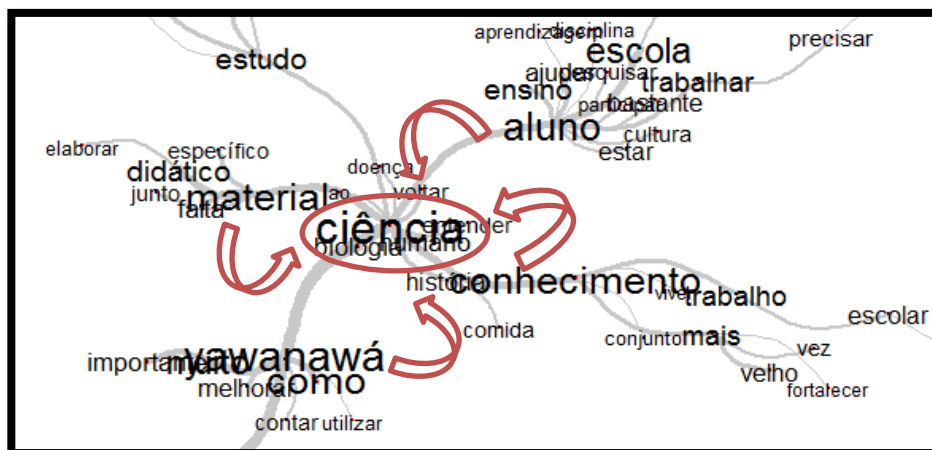 aprendizagem disciplina
escola
precisar
estudo
ajudar pesquisar
trabalhar
ensino
participar bastante
aluno
cultura
estar
elaborar
específico
didático
doença
junto
material
ao
voltar
falta
ciência
entender
biologia
humano
história
conhecimento
viver
trabalho
escolar
comida
conjunto
mais
vez
yawanawá
importante
muito
como
velho
melhorar
fortalecer
contar
utilizar